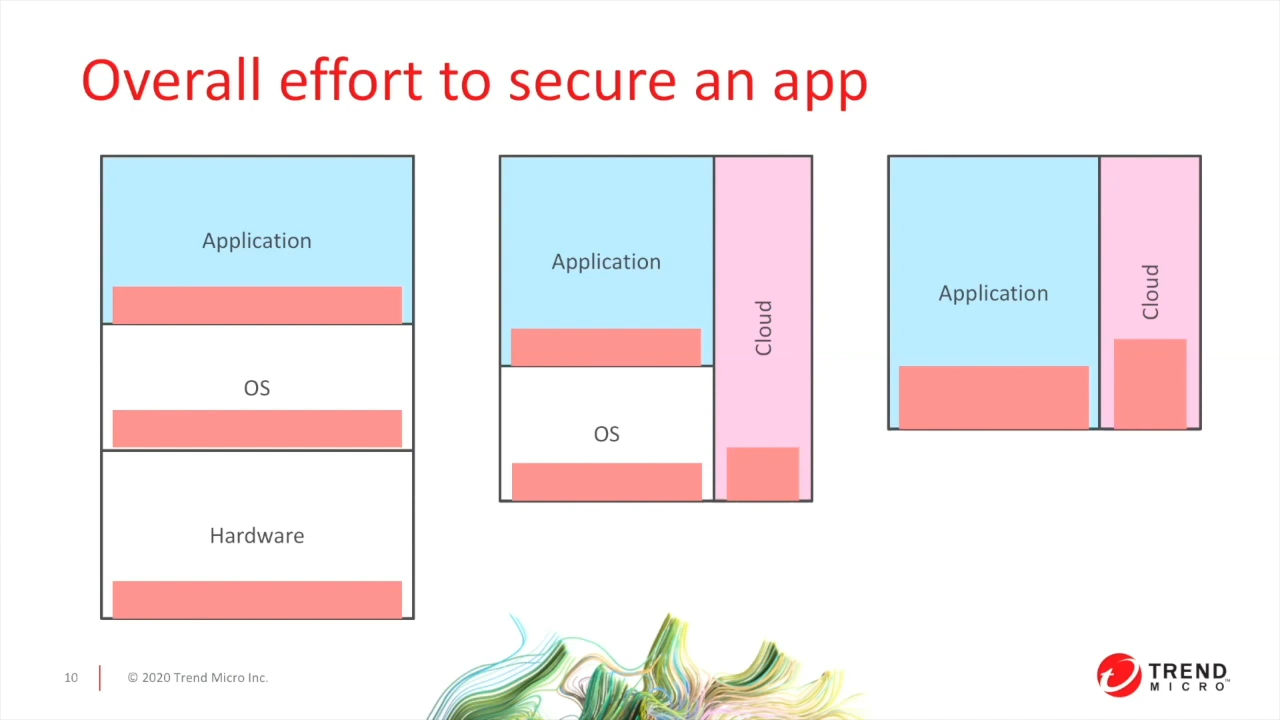 Overall effort to secure an app
Application
OS
Hardware
Application
OS
Cloud
Application
Cloud
10
© 2020 Trend Micro Inc.
TREND
MICRO™